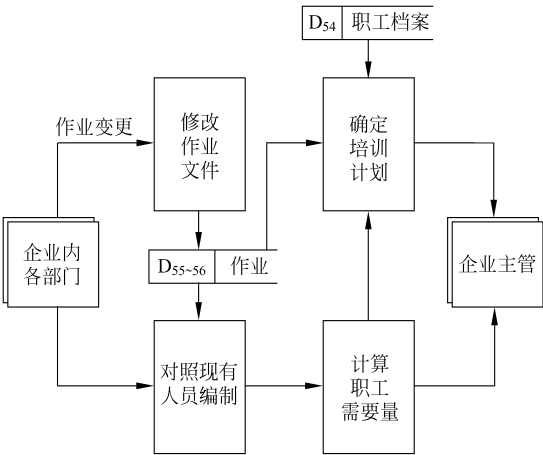 D54 职工档案
作业变更
修改
作业
文件
确定
培训
计划
企业内
各部门
D55~56 作业
企业主管
对照现有
人员编制
计算
职工
需要量